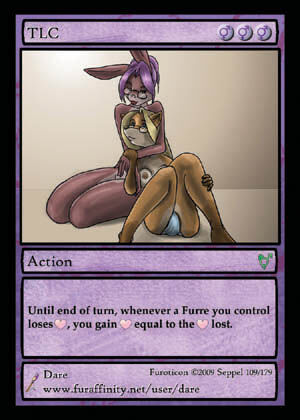 TLC
Action
Until end of turn, whenever a Furre you control
loses, you gain equal to the lost.
Dare
Furoticon ©2009 Seppel 109/179
www.furaffinity.net/user/dare